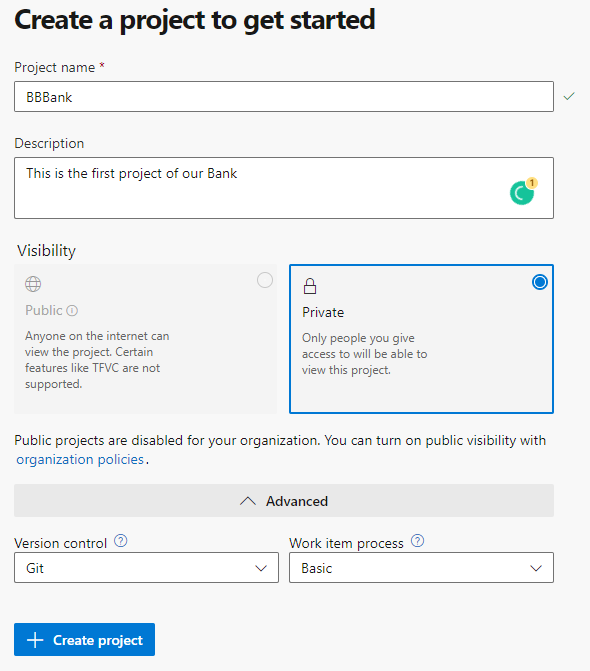 Create a project to get started
Project name *
BBBank
Description
This is the first project of our Bank
1
Visibility
Public
Anyone on the internet can
view the project. Certain
features like TFVC are not
supported.
Private
Only people you give
access to will be able to
view this project.
Public projects are disabled for your organization. You can turn on public visibility with
organization policies.
Advanced
Version control ?
Work item process ?
Git
Basic
+ Create project